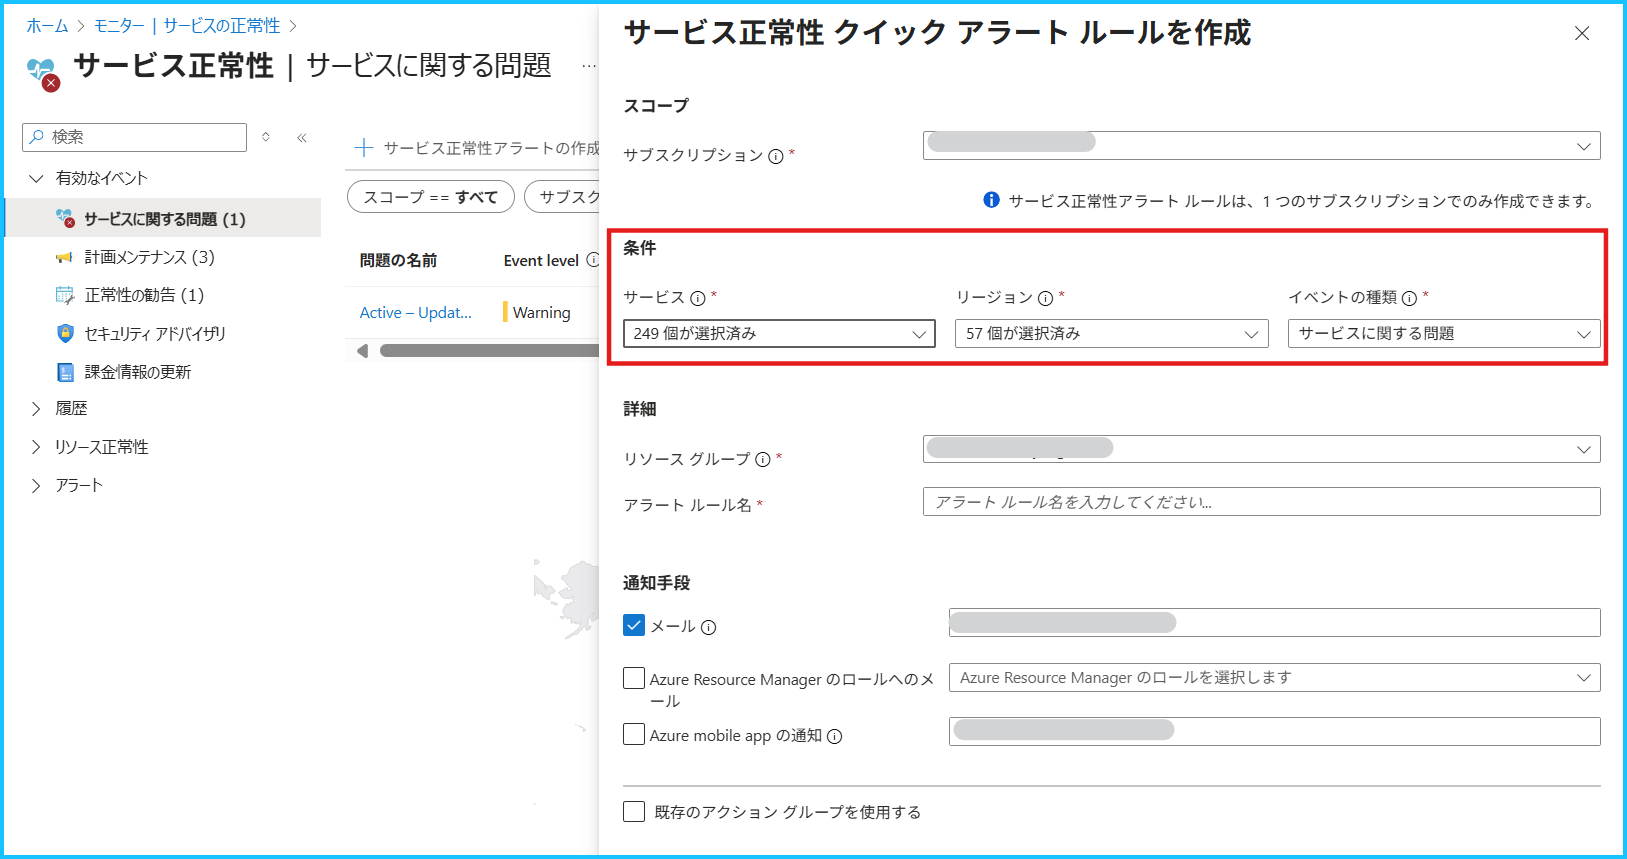 ホーム > モニター | サービスの正常性 >
サービス正常性 | サービスに関する問題 …
検索
有効なイベント
サービスに関する問題 (1)
計画メンテナンス (3)
正常性の勧告 (1)
セキュリティ アドバイザリ
課金情報の更新
履歴
リソース正常性
アラート
サービス正常性アラートの作成
スコープ == すべて
サブスク
問題の名前 Event level
Active – Updat... Warning
サービス正常性 クイック アラート ルールを作成
スコープ
サブスクリプション *
サービス正常性アラート ルールは、1 つのサブスクリプションでのみ作成できます。
条件
サービス * リージョン * イベントの種類 *
249 個が選択済み 57 個が選択済み サービスに関する問題
詳細
リソース グループ *
アラート ルール名 * アラート ルール名を入力してください...
通知手段
メール
Azure Resource Manager のロールへのメ
ール
Azure Resource Manager のロールを選択します
Azure mobile app の通知
既存のアクション グループを使用する